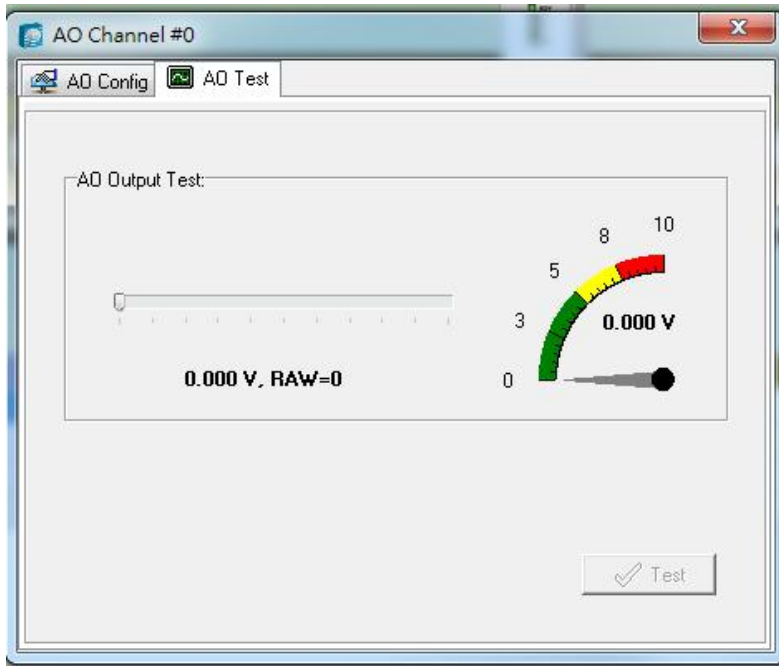 AO Channel #0
AO Config
AO Test
AO Output Test:
10
8
5
3
0
0.000 V
0.000 V, RAW=0
Test